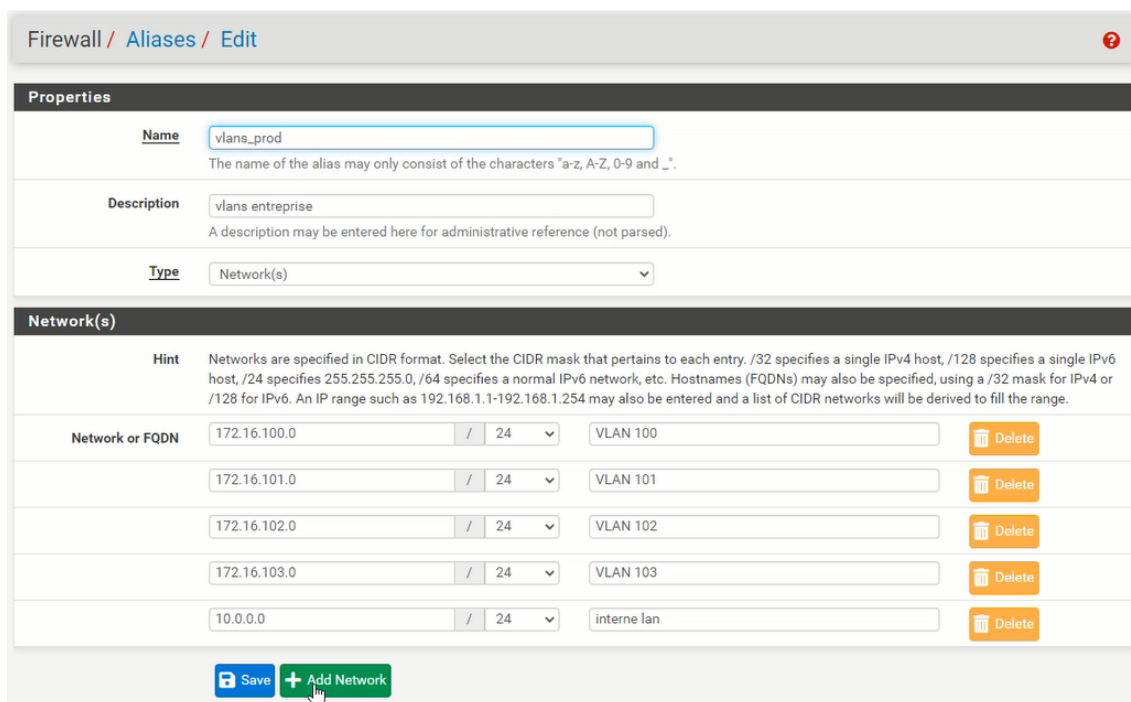 Firewall / Aliases / Edit
Properties
Name vlans_prod
The name of the alias may only consist of the characters "a-z, A-Z, 0-9 and _".
Description vlans entreprise
A description may be entered here for administrative reference (not parsed).
Type Network(s)
Network(s)
Hint Networks are specified in CIDR format. Select the CIDR mask that pertains to each entry. /32 specifies a single IPv4 host, /128 specifies a single IPv6
host, /24 specifies 255.255.255.0, /64 specifies a normal IPv6 network, etc. Hostnames (FQDNs) may also be specified, using a /32 mask for IPv4 or
/128 for IPv6. An IP range such as 192.168.1.1-192.168.1.254 may also be entered and a list of CIDR networks will be derived to fill the range.
Network or FQDN 172.16.100.0 / 24 VLAN 100 Delete
172.16.101.0 / 24 VLAN 101 Delete
172.16.102.0 / 24 VLAN 102 Delete
172.16.103.0 / 24 VLAN 103 Delete
10.0.0.0 / 24 interne lan Delete
Save Add Network